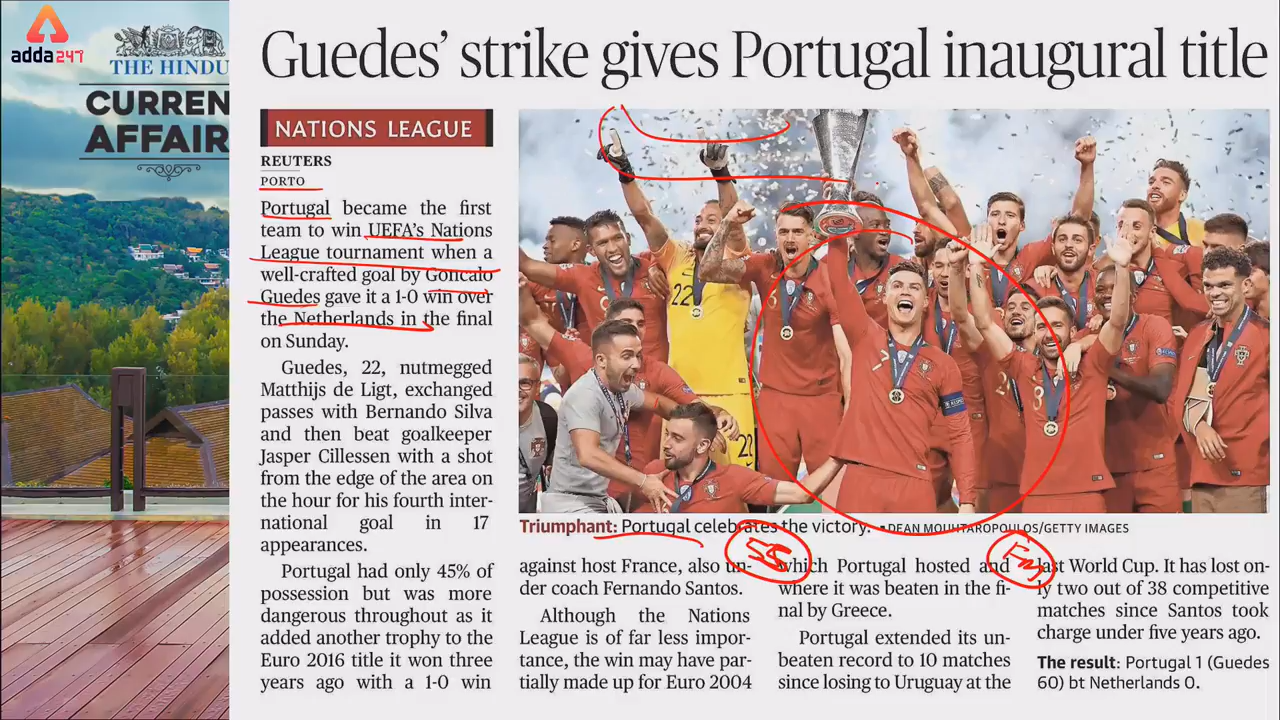 adda247
THE HINDU
CURREN
AFFAIR
Guedes' strike gives Portugal inaugural title
NATIONS LEAGUE
REUTERS
PORTO
Portugal became the first
team to win UEFA's Nations
League tournament when a
well-crafted goal by Goncalo
Guedes gave it a 1-0 win over
the Netherlands in the final
on Sunday.
Guedes, 22, nutmegged
Matthijs de Ligt, exchanged
passes with Bernando Silva
and then beat goalkeeper
Jasper Cillessen with a shot
from the edge of the area on
the hour for his fourth inter-
national goal in 17
appearances.
Portugal had only 45% of
possession but was more
dangerous throughout as it
added another trophy to the
Euro 2016 title it won three
years ago with a 1-0 win
22
22
7
Triumphant: Portugal celebrates the victory. ▪ DEAN MOUHTAROPOULOS/GETTY IMAGES
against host France, also un-
der coach Fernando Santos.
Although the Nations
League is of far less impor-
tance, the win may have par-
tially made up for Euro 2004
which Portugal hosted and
where it was beaten in the fi-
nal by Greece.
Portugal extended its un-
beaten record to 10 matches
since losing to Uruguay at the
last World Cup. It has lost on-
ly two out of 38 competitive
matches since Santos took
charge under five years ago.
The result: Portugal 1 (Guedes
60) bt Netherlands 0.